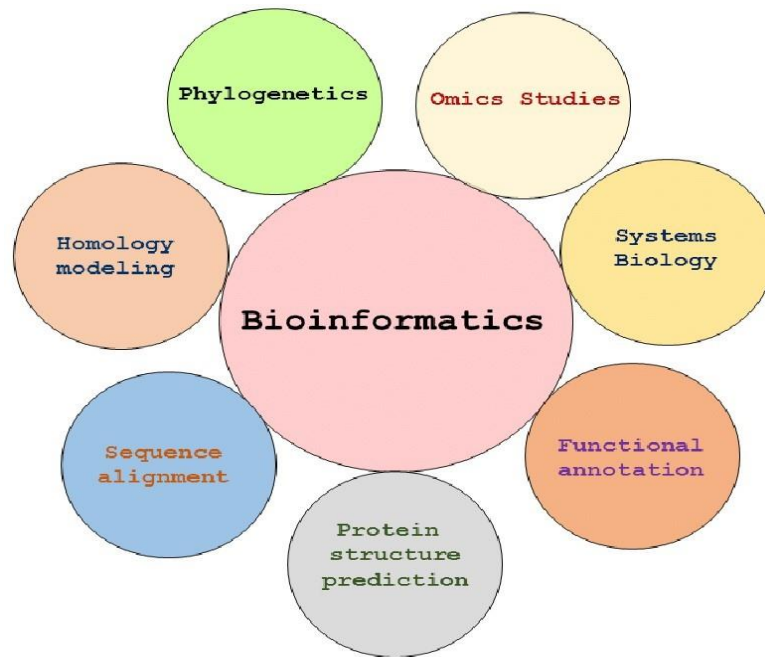 Phylogenetics
Omics Studies
Homology
modeling
Systems
Biology
Bioinformatics
Sequence
alignment
Functional
annotation
Protein
structure
prediction